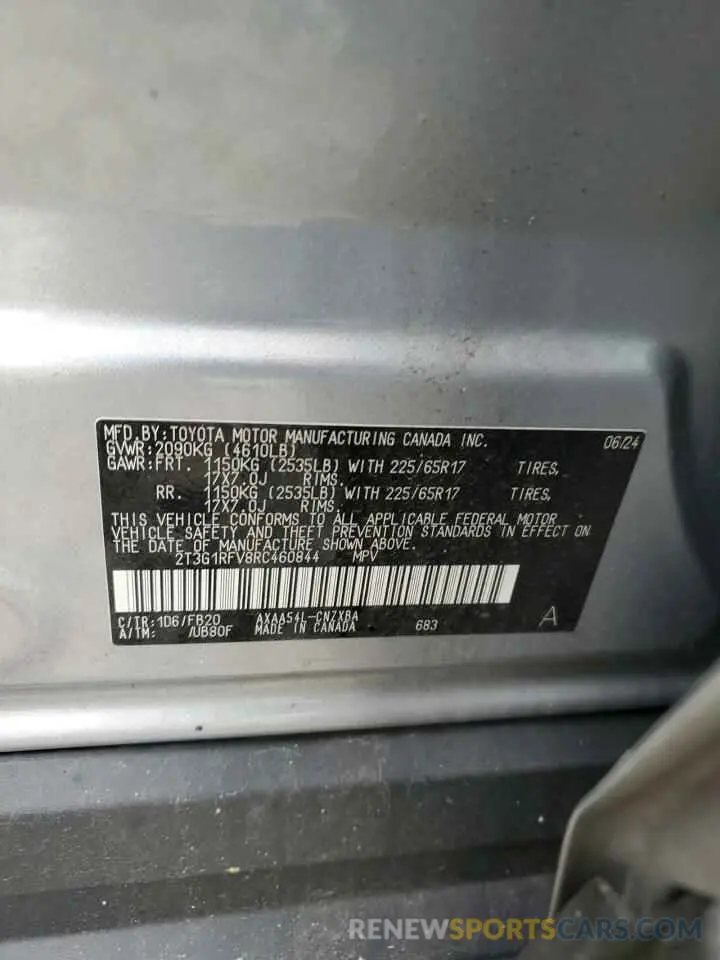 MFD.BY:TOYOTA MOTOR MANUFACTURING CANADA INC. 06/24
GVWR:2090KG (4610LB)
GAWR:FRT. 1150KG (2535LB) WITH 225/65R17 TIRES,
17X7.0J RIMS.
RR. 1150KG (2535LB) WITH 225/65R17 TIRES,
17X7.0J RIMS.
THIS VEHICLE CONFORMS TO ALL APPLICABLE FEDERAL MOTOR
VEHICLE SAFETY AND THEFT PREVENTION STANDARDS IN EFFECT ON
THE DATE OF MANUFACTURE SHOWN ABOVE.
2T3G1RFV8RC460844 MPV
C/TR:1D6/FB20 AXAA54L-CNZXBA
A/TM: /UB80F MADE IN CANADA 683 A
RENEWSPORTSCARS.COM